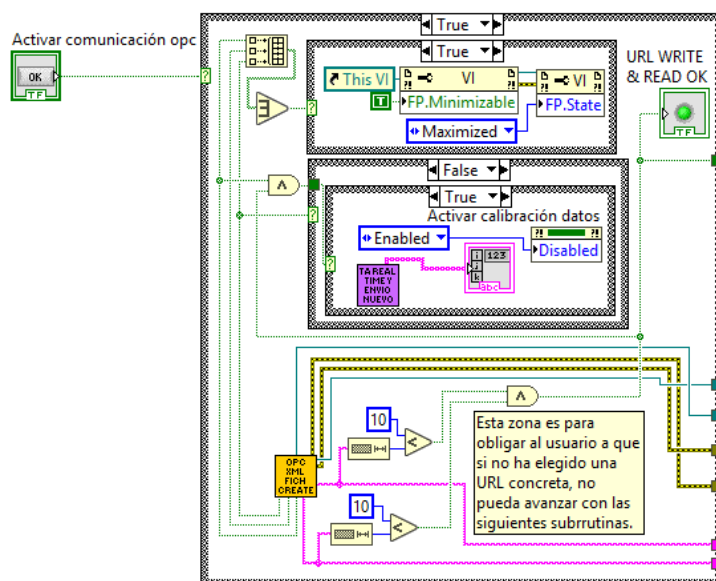 True
Activar comunicación opc
OK
TF
True
This VI
VI
VI
T
FP.Minimizable
FP.State
Maximized
URL WRITE
& READ OK
TF
False
True
Activar calibración datos
Enabled
Disabled
TA REAL
TIME Y
ENVIO
NUEVO
i
j
k
123
abc
10
OPC
XML
FICH
CREATE
10
Esta zona es para
obligar al usuario a que
si no ha elegido una
URL concreta, no
pueda avanzar con las
siguientes subrrutinas.